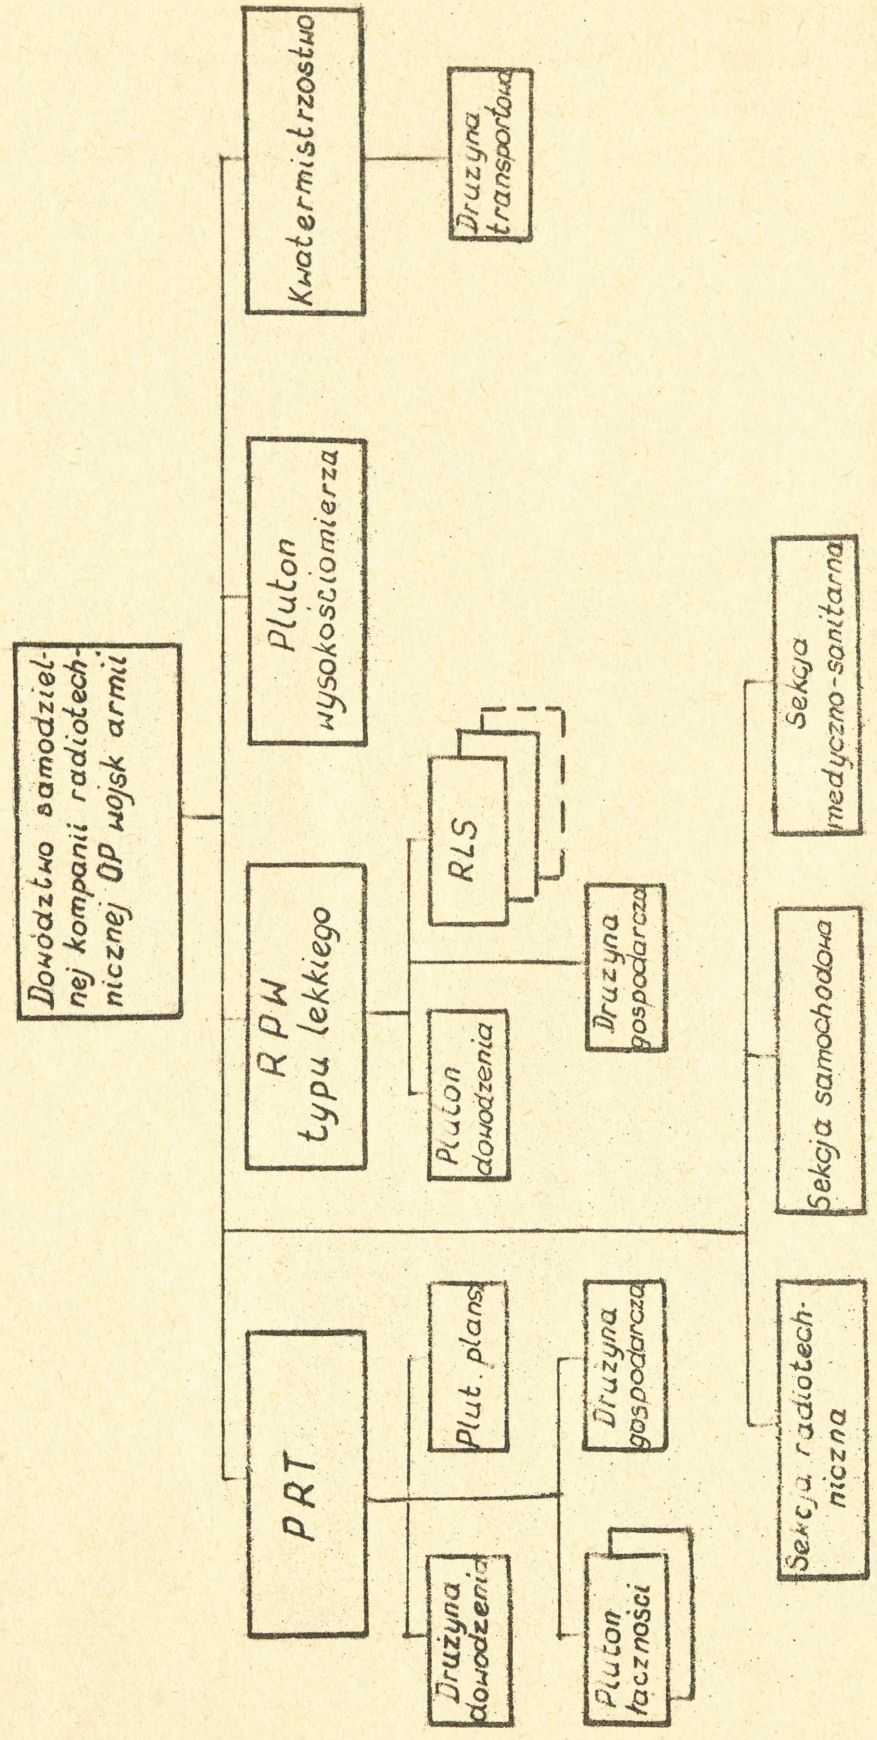 Dowództwo samodziel-
nej kompanii radiotech-
nicznej OP wojsk armii
PRT
RPW
typu lekkiego
Pluton
wysokościomierza
Kwatermistrzostwo
Drużyna
dowodzenia
Plut. plansz
Pluton
dowodzenia
RLS
Drużyna
transportowa
Pluton
łączności
Drużyna
gospodarcza
Drużyna
gospodarcza
Sekcja radiotech-
niczna
Sekcja samochodowa
Sekcja
medyczno-sanitarna